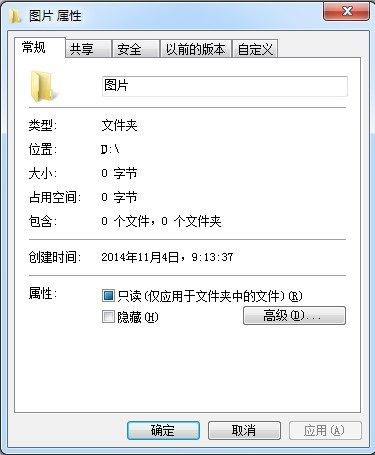 图片 属性
常规 共享 安全 以前的版本 自定义
图片
类型: 文件夹
位置: D:\
大小: 0 字节
占用空间: 0 字节
包含: 0 个文件，0 个文件夹
创建时间: 2014年11月4日，9:13:37
属性: 只读(仅应用于文件夹中的文件)(R)
隐藏(H) 高级(D)...
确定 取消 应用(A)